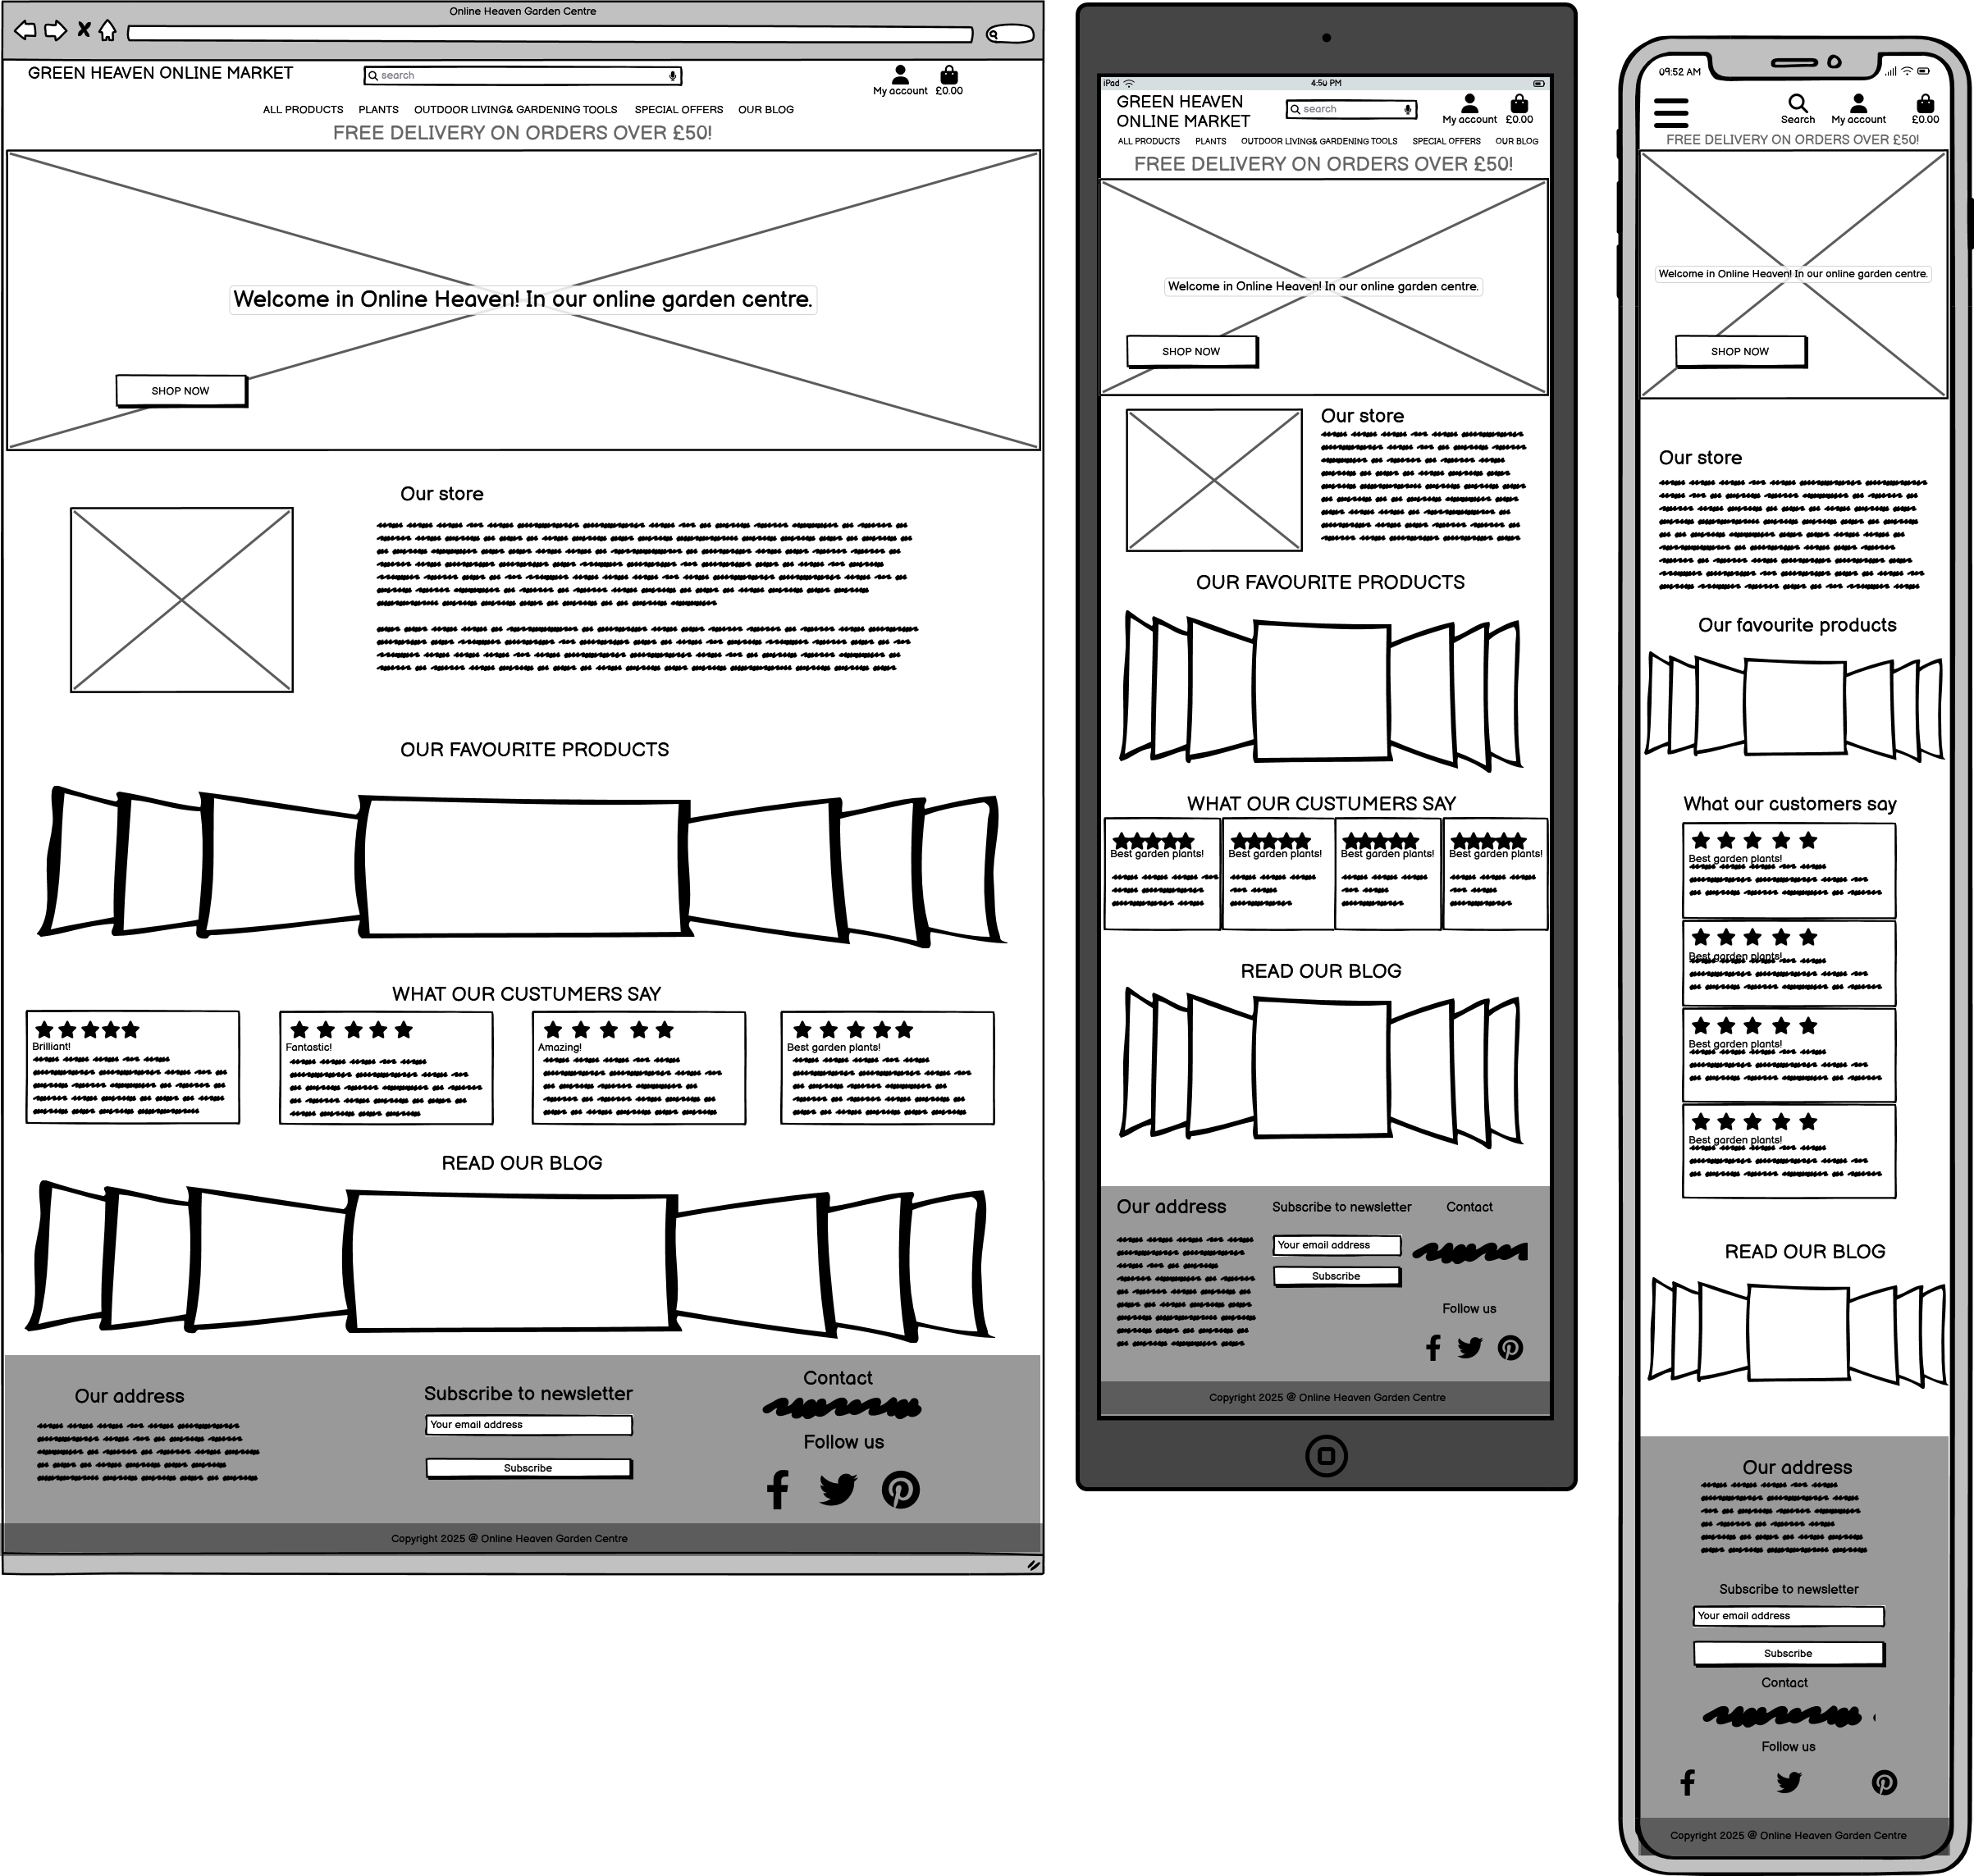 Online Heaven Garden Centre
GREEN HEAVEN ONLINE MARKET
search
My account £0.00
ALL PRODUCTS PLANTS OUTDOOR LIVING& GARDENING TOOLS SPECIAL OFFERS OUR BLOG
FREE DELIVERY ON ORDERS OVER £50!
Welcome in Online Heaven! In our online garden centre.
SHOP NOW
Our store
OUR FAVOURITE PRODUCTS
WHAT OUR CUSTUMERS SAY
Brilliant!
Fantastic!
Amazing!
Best garden plants!
READ OUR BLOG
Our address
Subscribe to newsletter
Your email address
Subscribe
Contact
Follow us
Copyright 2025 @ Online Heaven Garden Centre
iPad 4:50 PM
GREEN HEAVEN
ONLINE MARKET
search
My account £0.00
ALL PRODUCTS PLANTS OUTDOOR LIVING& GARDENING TOOLS SPECIAL OFFERS OUR BLOG
FREE DELIVERY ON ORDERS OVER £50!
Welcome in Online Heaven! In our online garden centre.
SHOP NOW
Our store
OUR FAVOURITE PRODUCTS
WHAT OUR CUSTUMERS SAY
Best garden plants!
Best garden plants!
Best garden plants!
Best garden plants!
READ OUR BLOG
Our address
Subscribe to newsletter
Your email address
Subscribe
Contact
Follow us
Copyright 2025 @ Online Heaven Garden Centre
09:52 AM
Search My account £0.00
FREE DELIVERY ON ORDERS OVER £50!
Welcome in Online Heaven! In our online garden centre.
SHOP NOW
Our store
Our favourite products
What our customers say
Best garden plants!
Best garden plants!
Best garden plants!
Best garden plants!
READ OUR BLOG
Our address
Subscribe to newsletter
Your email address
Subscribe
Contact
Follow us
Copyright 2025 @ Online Heaven Garden Centre